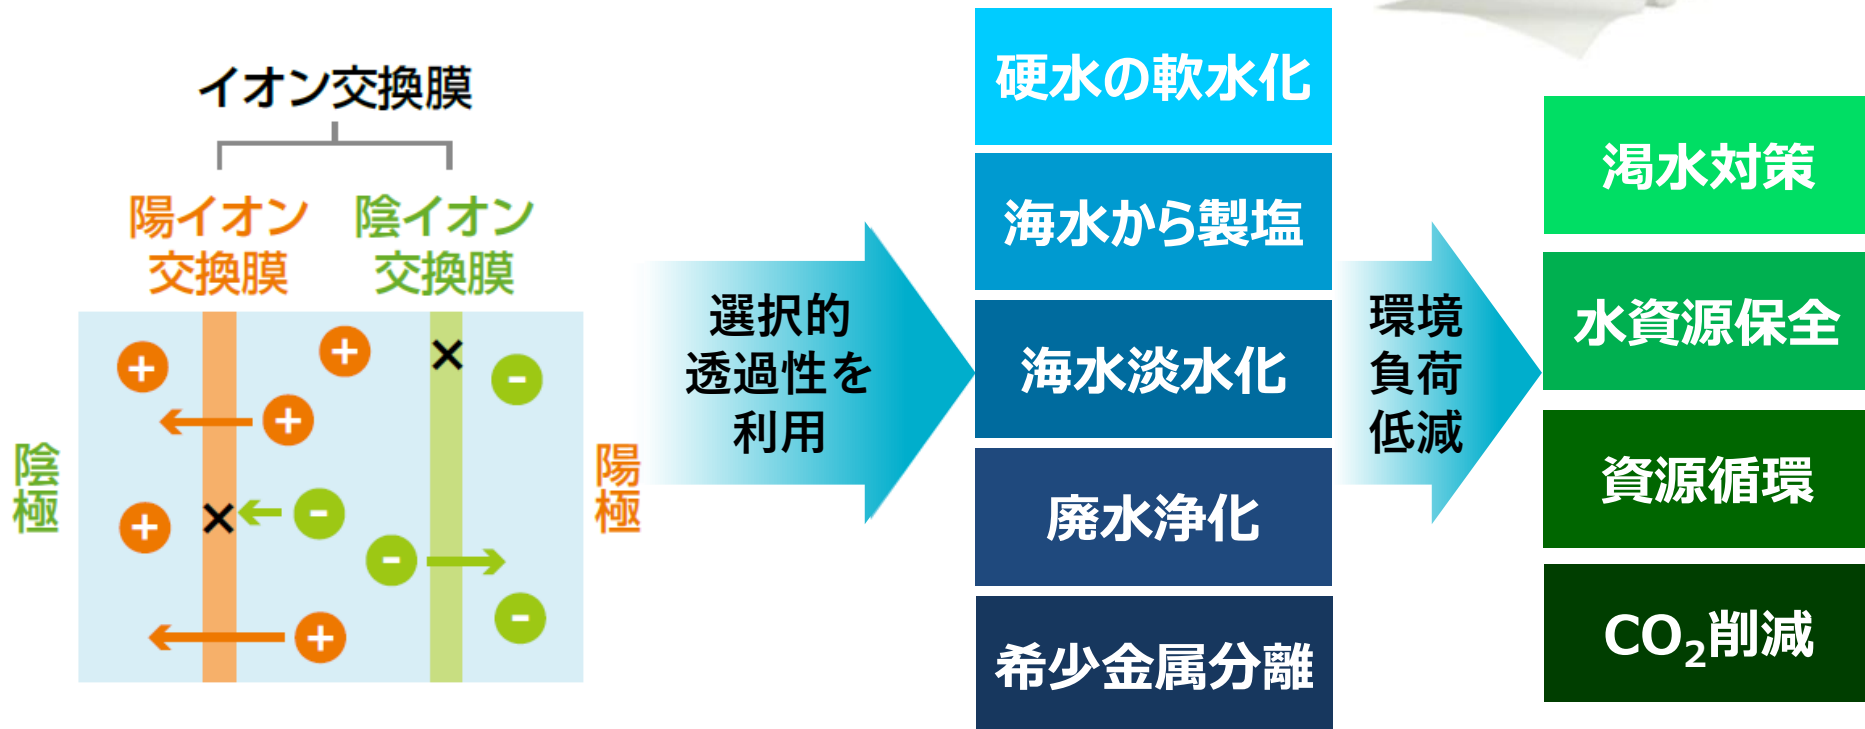 イオン交換膜
陽イオン
交換膜
陰イオン
交換膜
陰極
+
+
×
-
+
+
×
-
-
-
+
陽極
選択的
透過性を
利用
硬水の軟水化
海水から製塩
海水淡水化
廃水浄化
希少金属分離
環境
負荷
低減
渇水対策
水資源保全
資源循環
CO₂削減